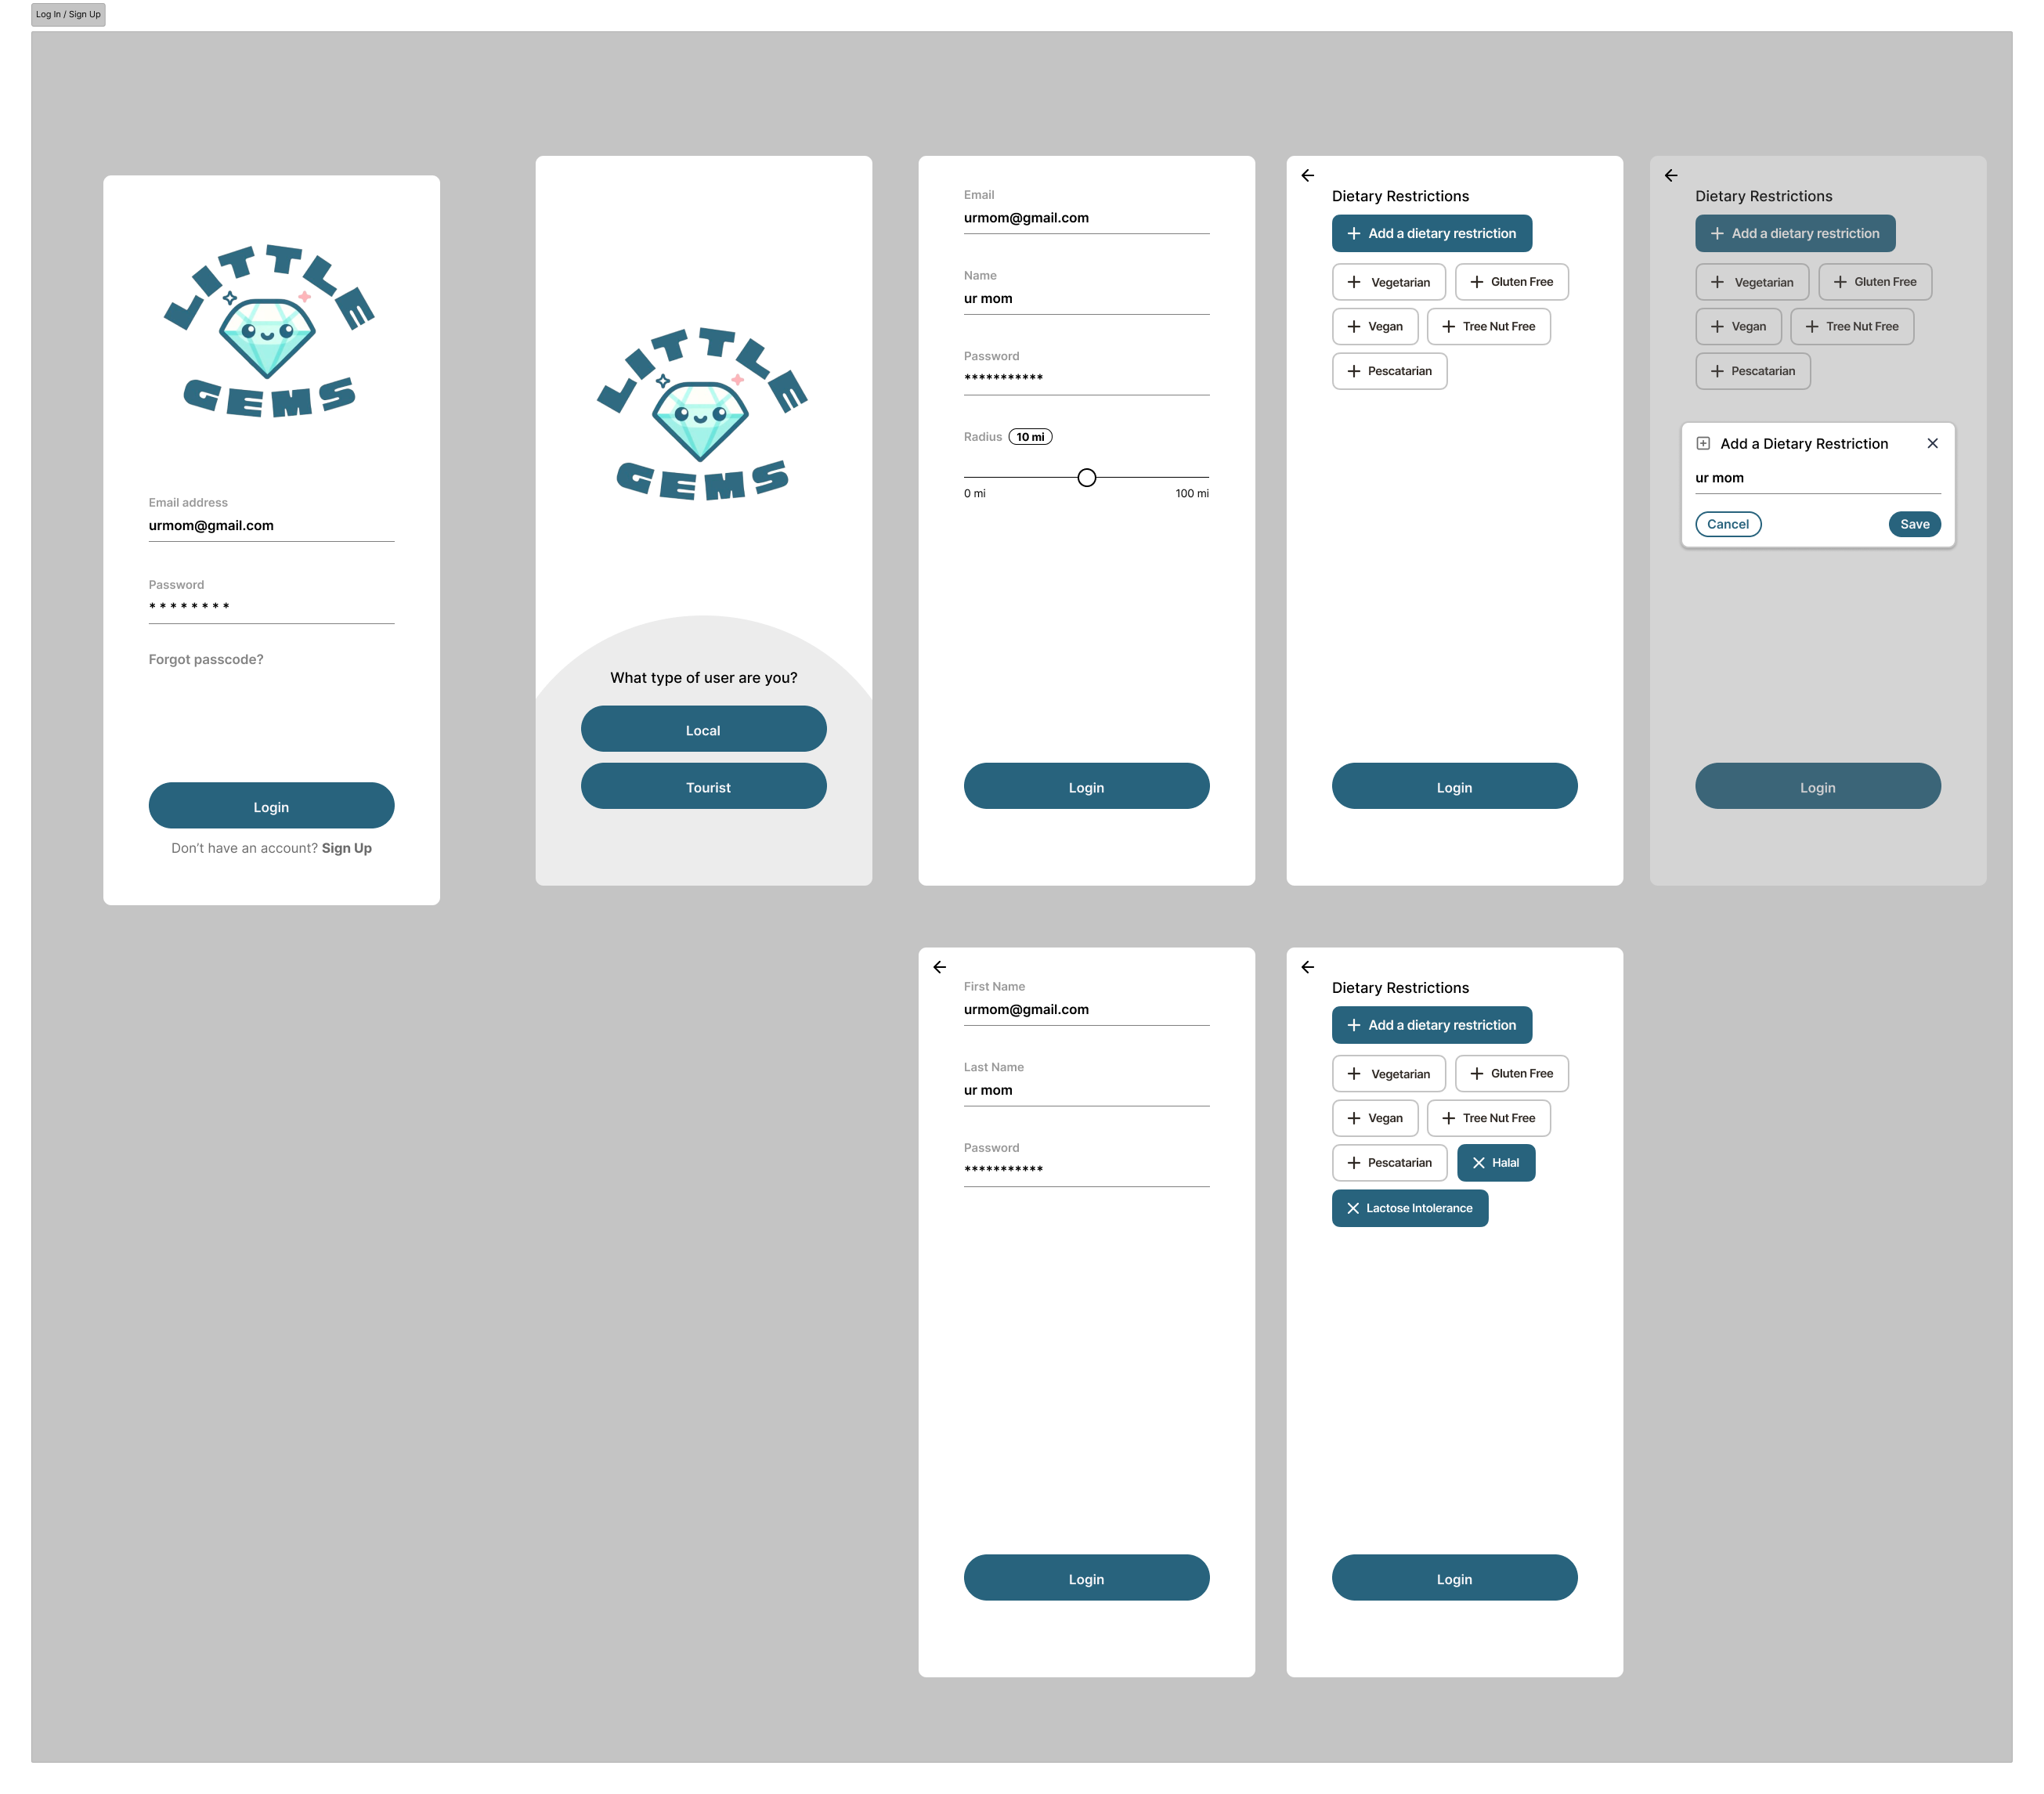 Log In / Sign Up
LITTLE
GEMS
Email address
urmom@gmail.com
Password
* * * * * * * *
Forgot passcode?
Login
Don't have an account? Sign Up
LITTLE
GEMS
What type of user are you?
Local
Tourist
Email
urmom@gmail.com
Name
ur mom
Password
***********
Radius 10 mi
0 mi 100 mi
Login
Dietary Restrictions
+ Add a dietary restriction
+ Vegetarian + Gluten Free
+ Vegan + Tree Nut Free
+ Pescatarian
Login
Dietary Restrictions
+ Add a dietary restriction
+ Vegetarian + Gluten Free
+ Vegan + Tree Nut Free
+ Pescatarian
Add a Dietary Restriction
ur mom
Cancel Save
Login
First Name
urmom@gmail.com
Last Name
ur mom
Password
***********
Login
Dietary Restrictions
+ Add a dietary restriction
+ Vegetarian + Gluten Free
+ Vegan + Tree Nut Free
+ Pescatarian × Halal
× Lactose Intolerance
Login